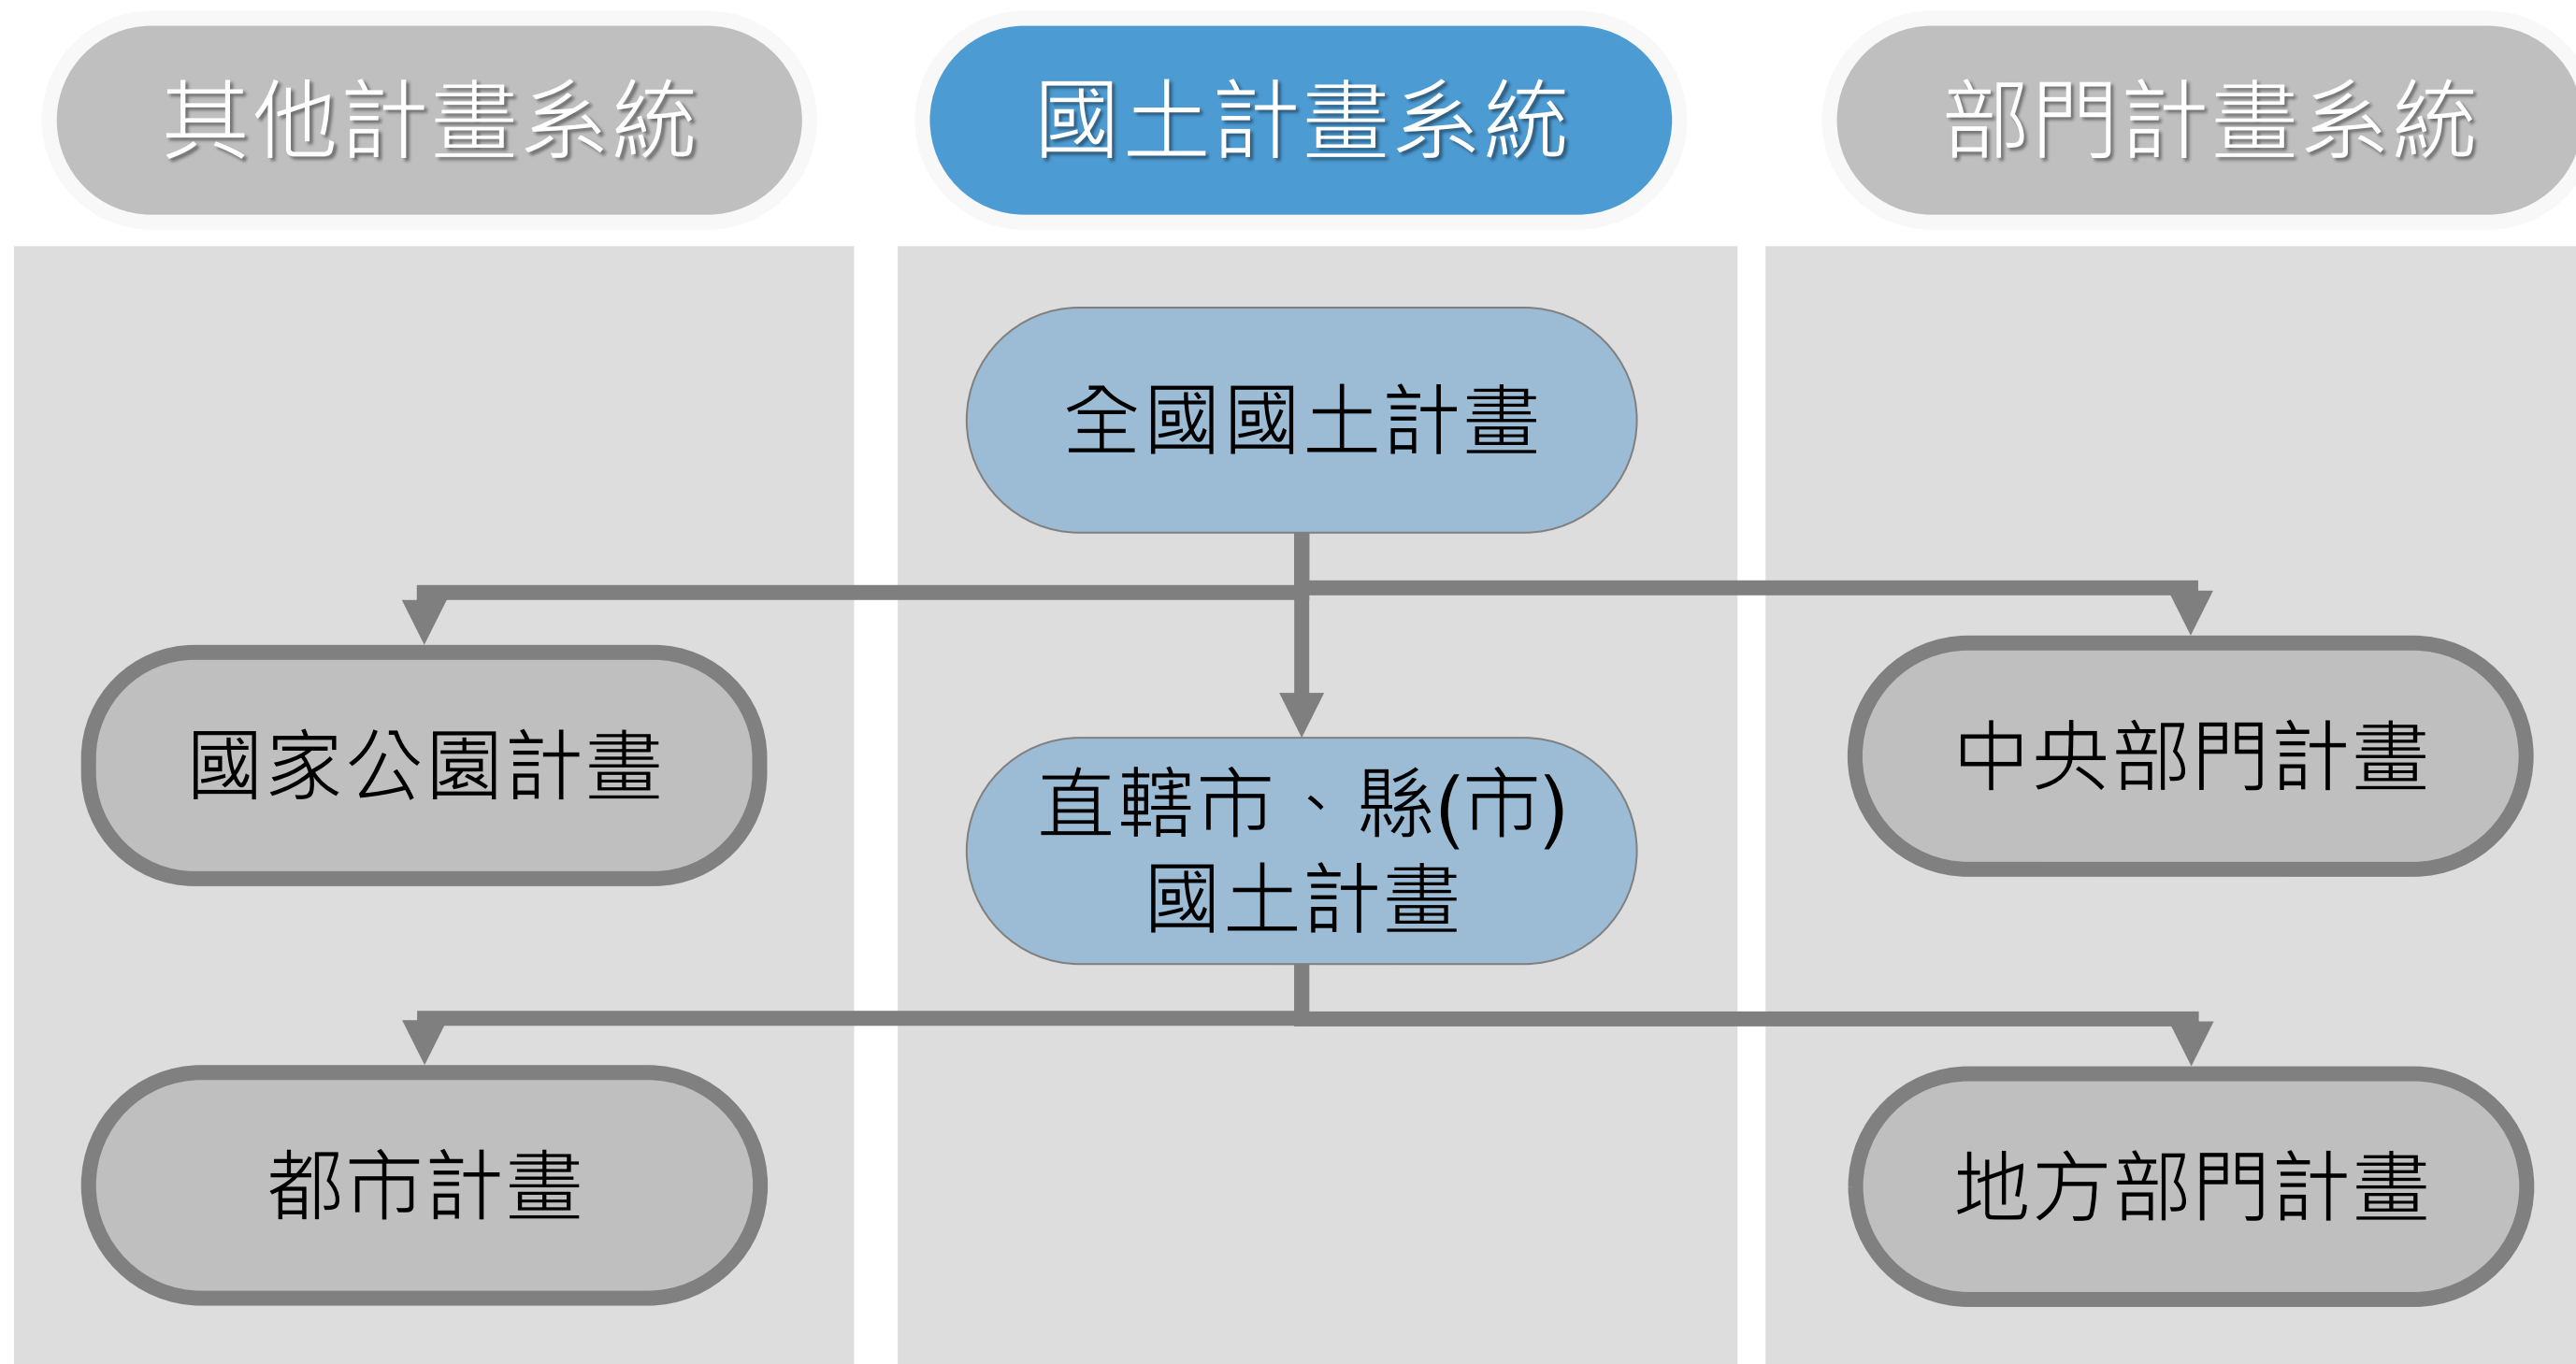 其他計畫系統
國土計畫系統
部門計畫系統
全國國土計畫
國家公園計畫
中央部門計畫
直轄市、縣(市)
國土計畫
都市計畫
地方部門計畫